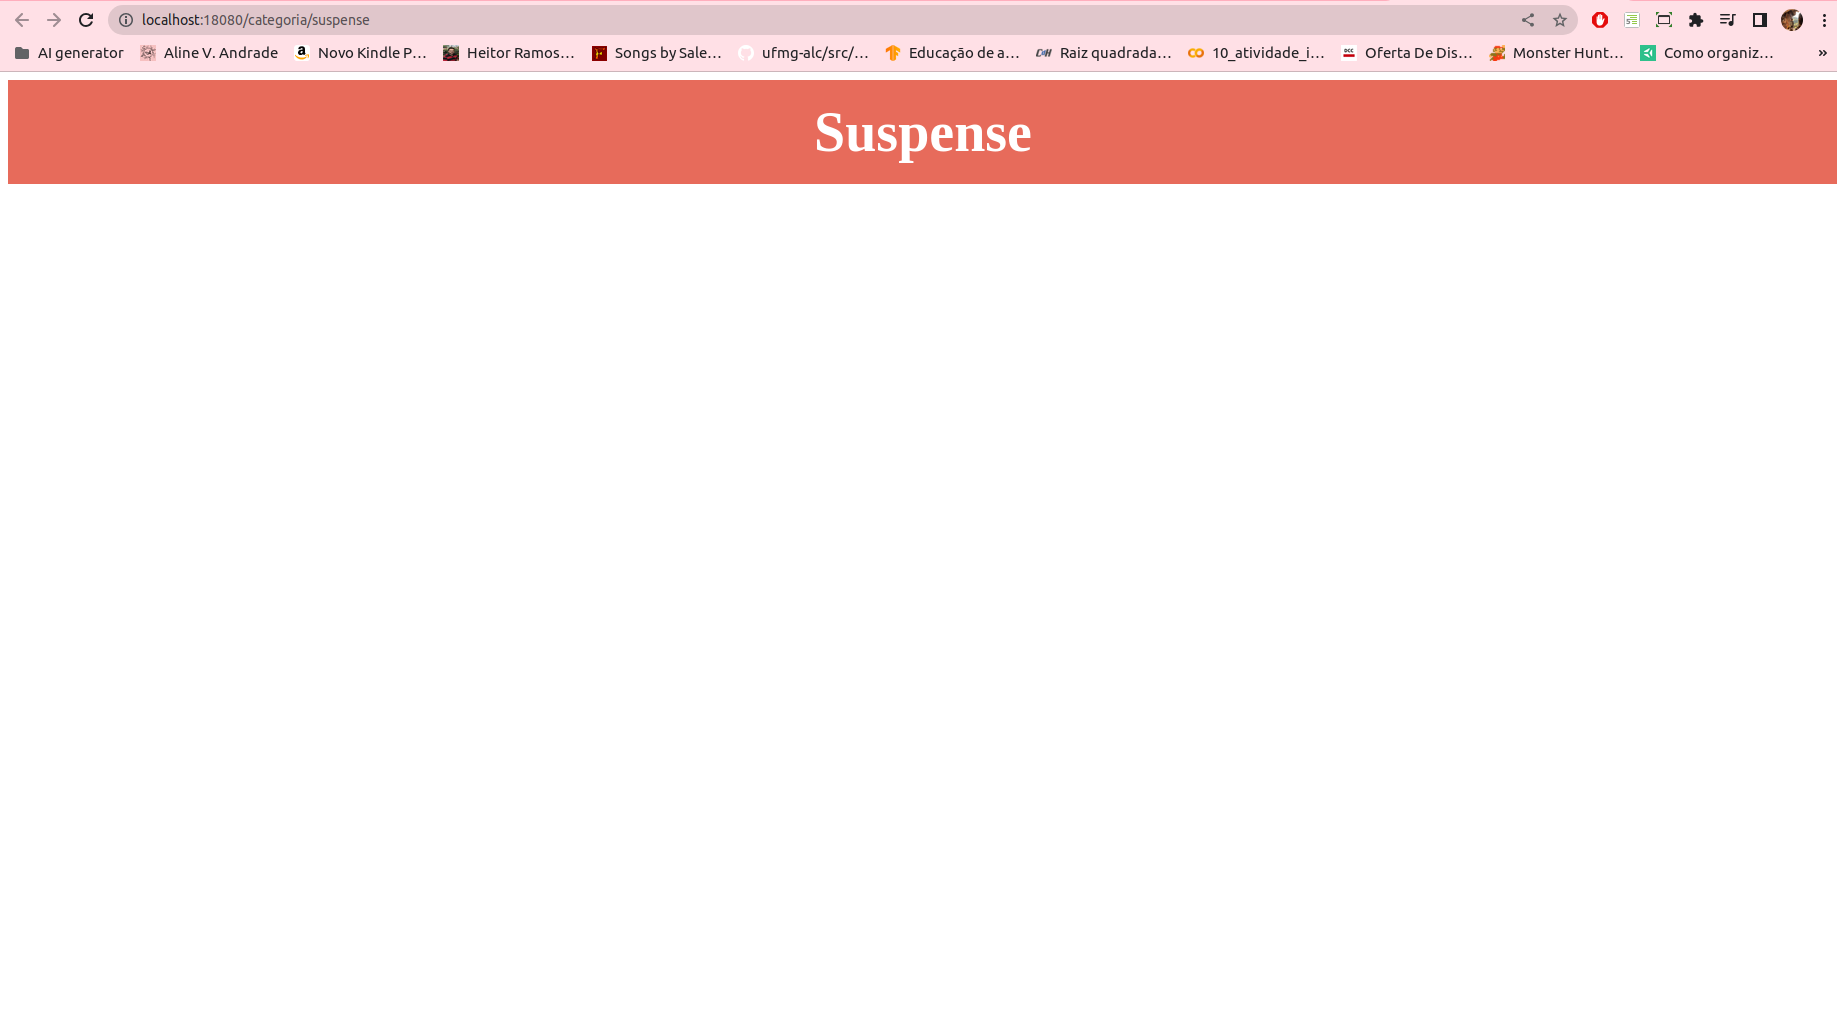 localhost:18080/categoria/suspense
AI generator Aline V. Andrade Novo Kindle P… Heitor Ramos… Songs by Sale… ufmg-alc/src/… Educação de a… Raiz quadrada… 10_atividade_i… Oferta De Dis… Monster Hunt… Como organiz… »
Suspense